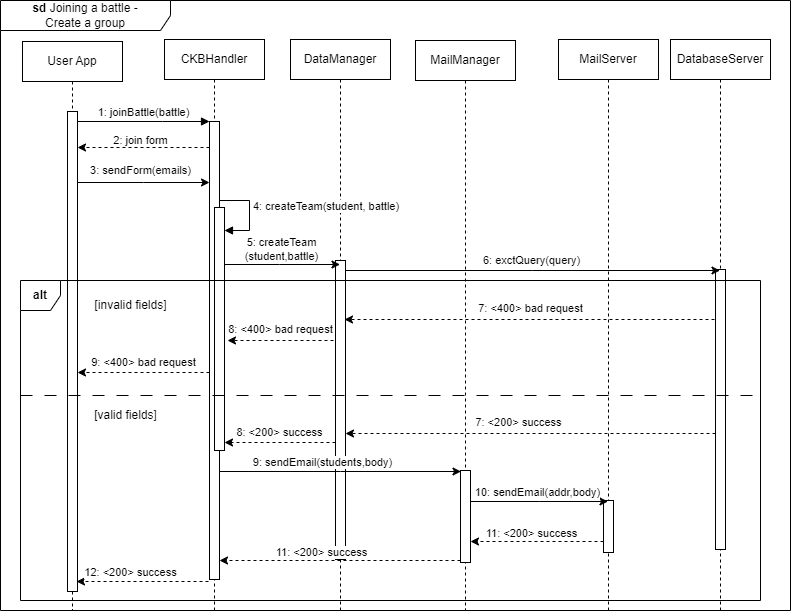 sd Joining a battle -
Create a group
User App
CKBHandler
DataManager
MailManager
MailServer
DatabaseServer
1: joinBattle(battle)
2: join form
3: sendForm(emails)
4: createTeam(student, battle)
5: createTeam
(student,battle)
6: exctQuery(query)
alt
[invalid fields]
7: <400> bad request
8: <400> bad request
9: <400> bad request
[valid fields]
7: <200> success
8: <200> success
9: sendEmail(students,body)
10: sendEmail(addr,body)
11: <200> success
11: <200> success
12: <200> success